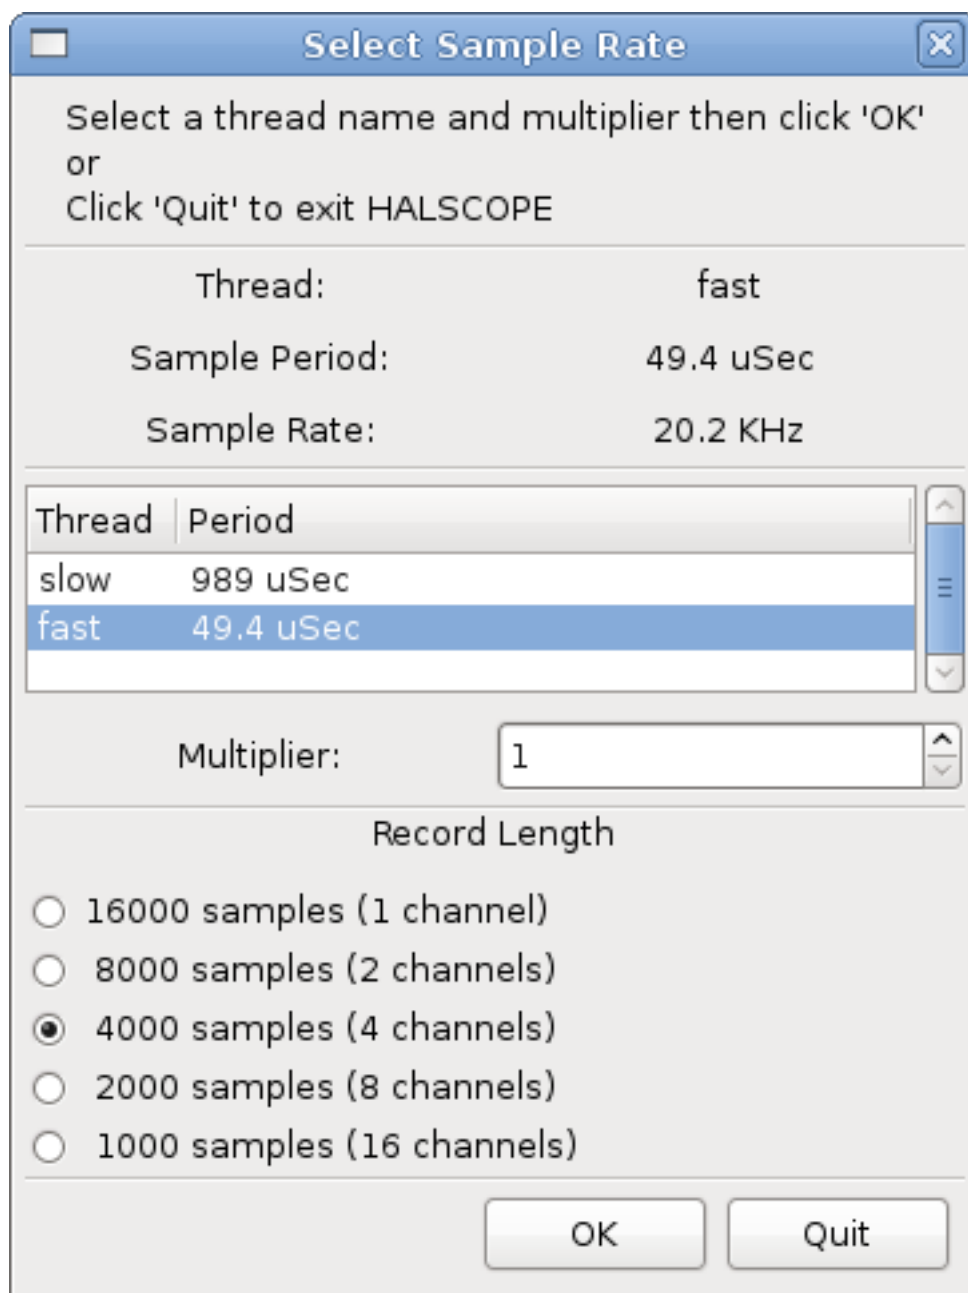 Select Sample Rate
Select a thread name and multiplier then click 'OK'
or
Click 'Quit' to exit HALSCOPE
Thread: fast
Sample Period: 49.4 uSec
Sample Rate: 20.2 KHz
Thread Period
slow 989 uSec
fast 49.4 uSec
Multiplier: 1
Record Length
16000 samples (1 channel)
8000 samples (2 channels)
4000 samples (4 channels)
2000 samples (8 channels)
1000 samples (16 channels)
OK Quit